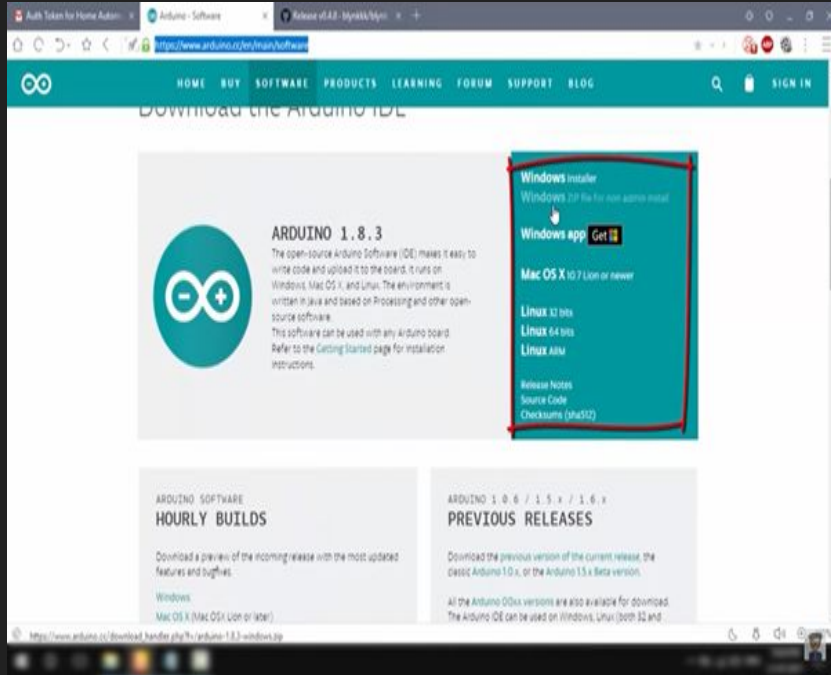 Auth Token for Home Autom
Arduino - Software
Release v0.4.8 - blynkkk/blyn
https://www.arduino.cc/en/main/software
HOME BUY SOFTWARE PRODUCTS LEARNING FORUM SUPPORT BLOG SIGN IN
Download the Arduino IDE
ARDUINO 1.8.3
The open-source Arduino Software (IDE) makes it easy to
write code and upload it to the board. It runs on
Windows, Mac OS X, and Linux. The environment is
written in Java and based on Processing and other open-
source software.
This software can be used with any Arduino board.
Refer to the Getting Started page for installation
instructions.
Windows Installer
Windows ZIP file for non admin install
Windows app Get
Mac OS X 10.7 Lion or newer
Linux 32 bits
Linux 64 bits
Linux ARM
Release Notes
Source Code
Checksums (sha512)
ARDUINO SOFTWARE
HOURLY BUILDS
Download a preview of the incoming release with the most updated
features and bugfixes.
Windows
Mac OS X (Mac OSX Lion or later)
ARDUINO 1.0.6 / 1.5.x / 1.6.x
PREVIOUS RELEASES
Download the previous version of the current release, the
classic Arduino 1.0.x, or the Arduino 1.5.x Beta version.
All the Arduino 00xx versions are also available for download.
The Arduino IDE can be used on Windows, Linux (both 32 and
https://www.arduino.cc/download_handler.php?f=/arduino-1.8.3-windows.zip